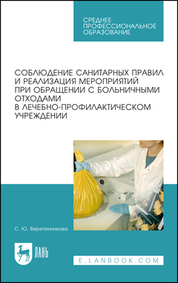 СРЕДНЕЕ
ПРОФЕССИОНАЛЬНОЕ
ОБРАЗОВАНИЕ
СОБЛЮДЕНИЕ САНИТАРНЫХ ПРАВИЛ
И РЕАЛИЗАЦИЯ МЕРОПРИЯТИЙ
ПРИ ОБРАЩЕНИИ С БОЛЬНИЧНЫМИ
ОТХОДАМИ
В ЛЕЧЕБНО-ПРОФИЛАКТИЧЕСКОМ
УЧРЕЖДЕНИИ
С. Ю. Веретенникова
ЛАНЬ
E.LANBOOK.COM